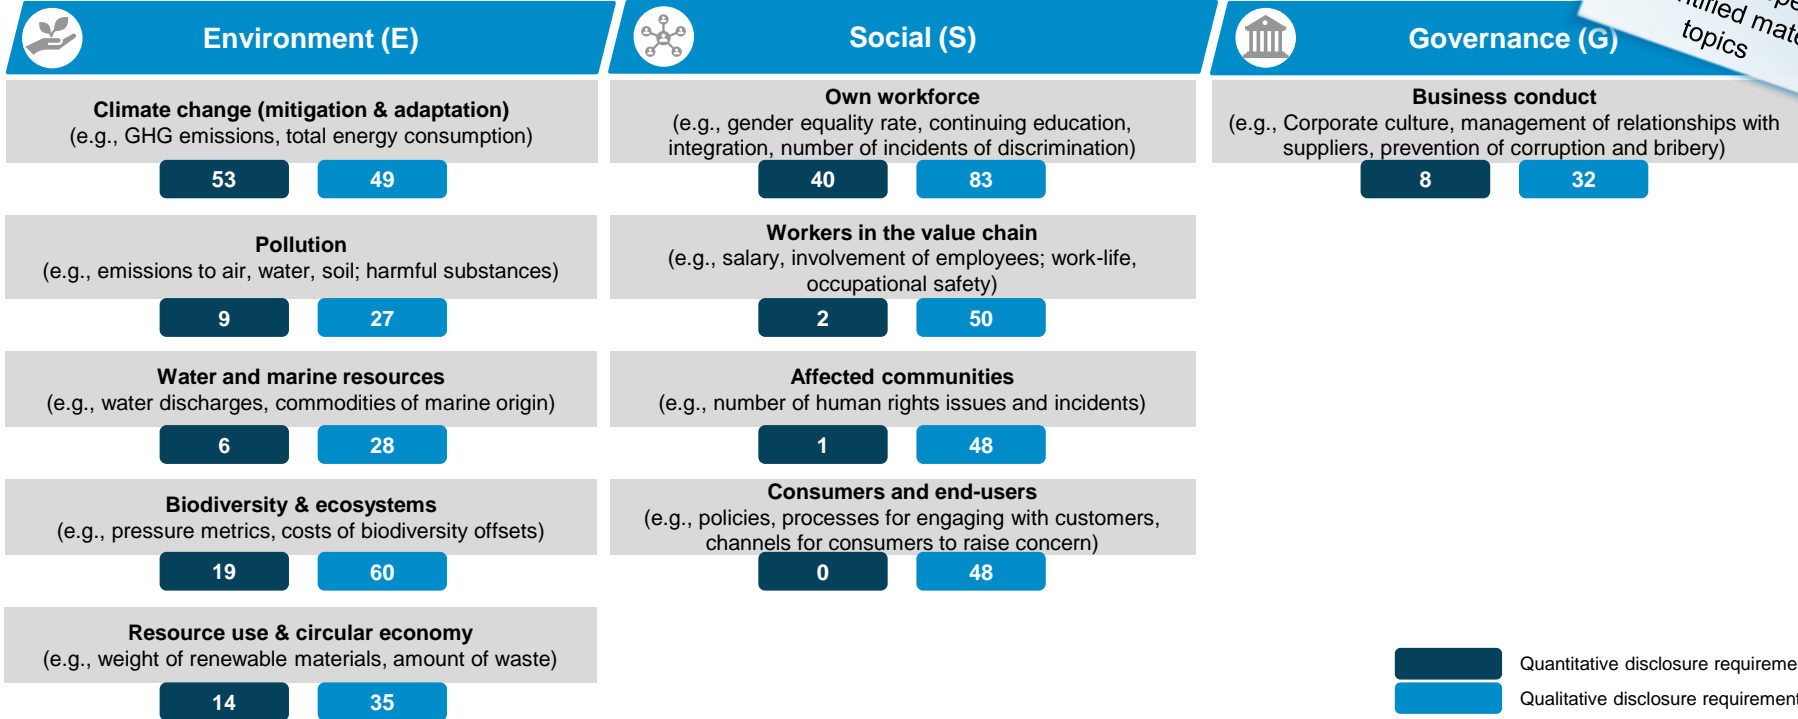 Environment (E)
Climate change (mitigation & adaptation)
(e.g., GHG emissions, total energy consumption)
53 49
Pollution
(e.g., emissions to air, water, soil; harmful substances)
9 27
Water and marine resources
(e.g., water discharges, commodities of marine origin)
6 28
Biodiversity & ecosystems
(e.g., pressure metrics, costs of biodiversity offsets)
19 60
Resource use & circular economy
(e.g., weight of renewable materials, amount of waste)
14 35
Social (S)
Own workforce
(e.g., gender equality rate, continuing education,
integration, number of incidents of discrimination)
40 83
Workers in the value chain
(e.g., salary, involvement of employees; work-life,
occupational safety)
2 50
Affected communities
(e.g., number of human rights issues and incidents)
1 48
Consumers and end-users
(e.g., policies, processes for engaging with customers,
channels for consumers to raise concern)
0 48
Governance (G)
topics
Business conduct
(e.g., Corporate culture, management of relationships with
suppliers, prevention of corruption and bribery)
8 32
Quantitative disclosure
Qualitative disclosure requirement